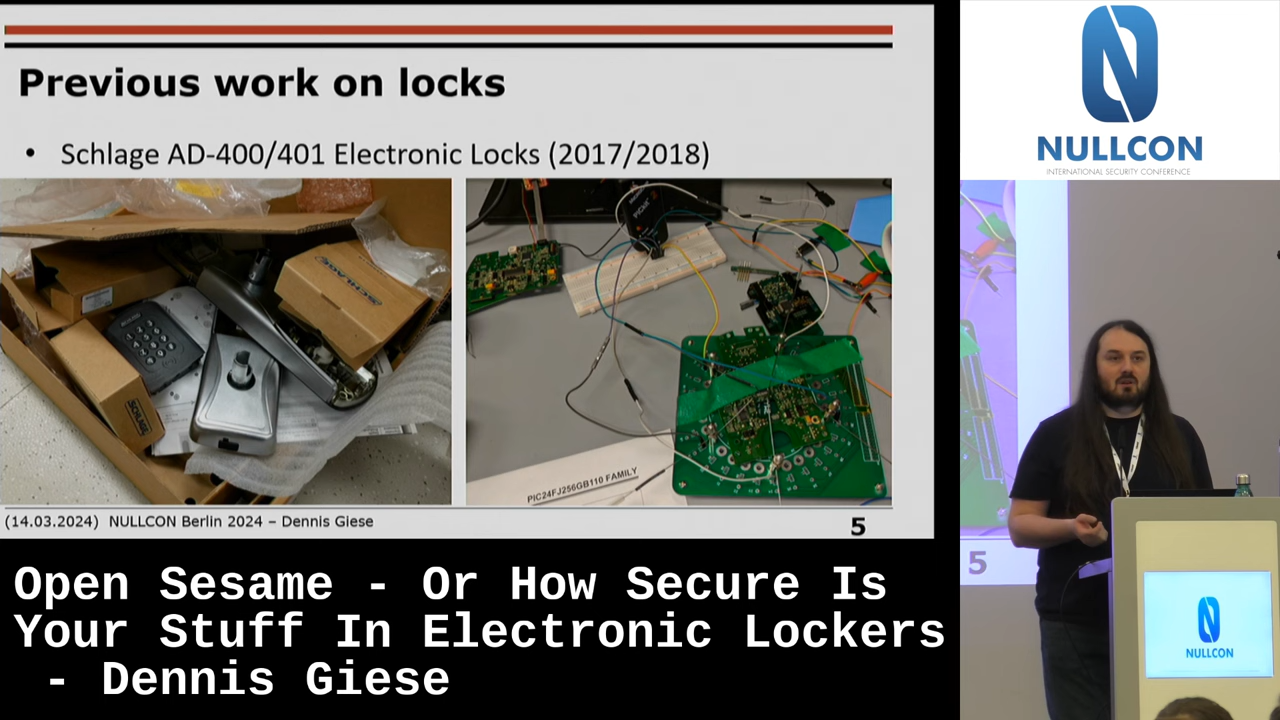 Previous work on locks
• Schlage AD-400/401 Electronic Locks (2017/2018)
SCHLAGE
SCHLAGE
PIC24FJ256GB110 FAMILY
(14.03.2024) NULLCON Berlin 2024 – Dennis Giese
5
Open Sesame - Or How Secure Is
Your Stuff In Electronic Lockers
- Dennis Giese
NULLCON
INTERNATIONAL SECURITY CONFERENCE
5
NULLCON